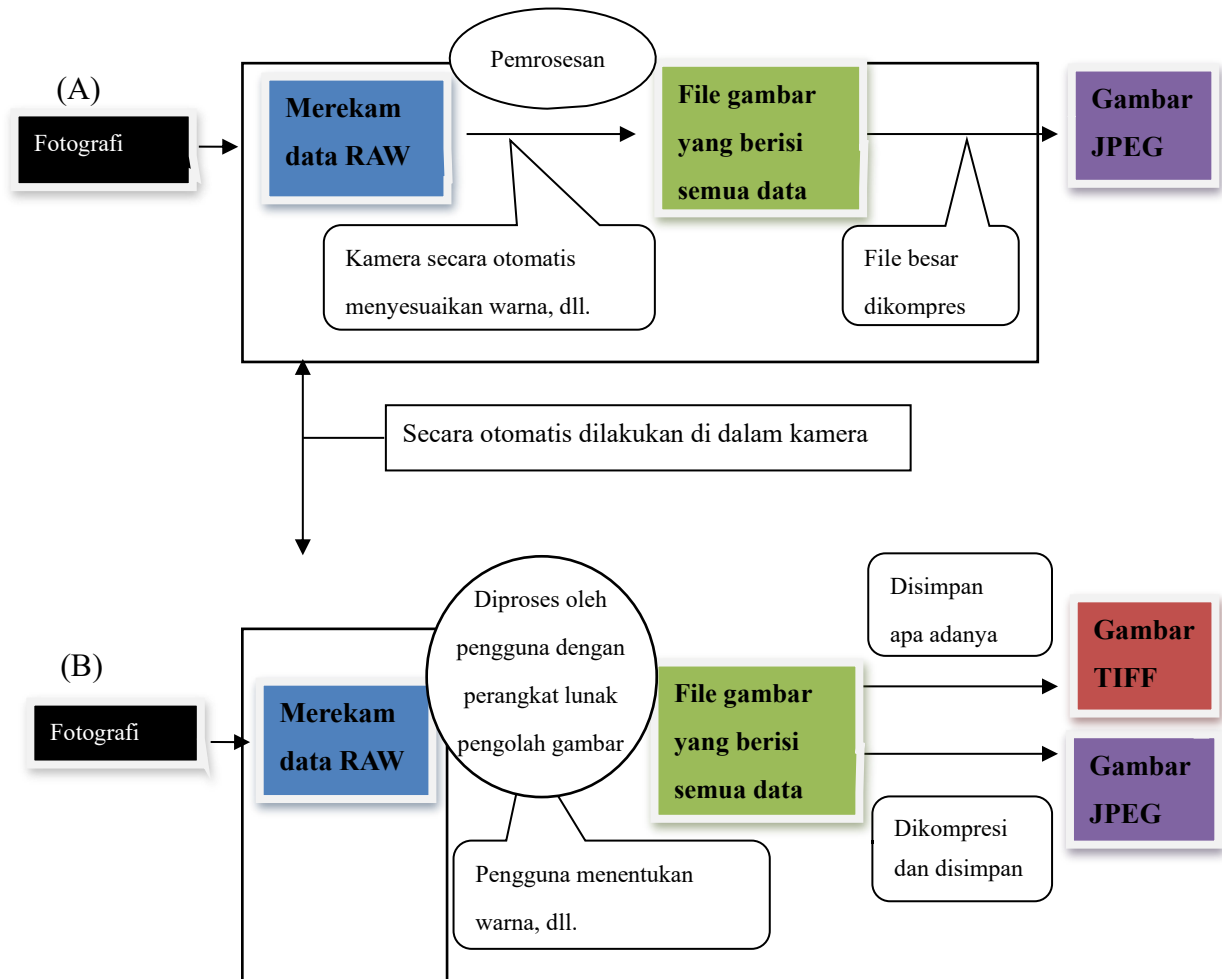 Pemrosesan
(A)
Fotografi
Merekam
data RAW
File gambar
yang berisi
semua data
Gambar
JPEG
Kamera secara otomatis
menyesuaikan warna, dll.
File besar
dikompres
Secara otomatis dilakukan di dalam kamera
(B)
Fotografi
Merekam
data RAW
Diproses oleh
pengguna dengan
perangkat lunak
pengolah gambar
File gambar
yang berisi
semua data
Disimpan
apa adanya
Gambar
TIFF
Gambar
JPEG
Pengguna menentukan
warna, dll.
Dikompresi
dan disimpan